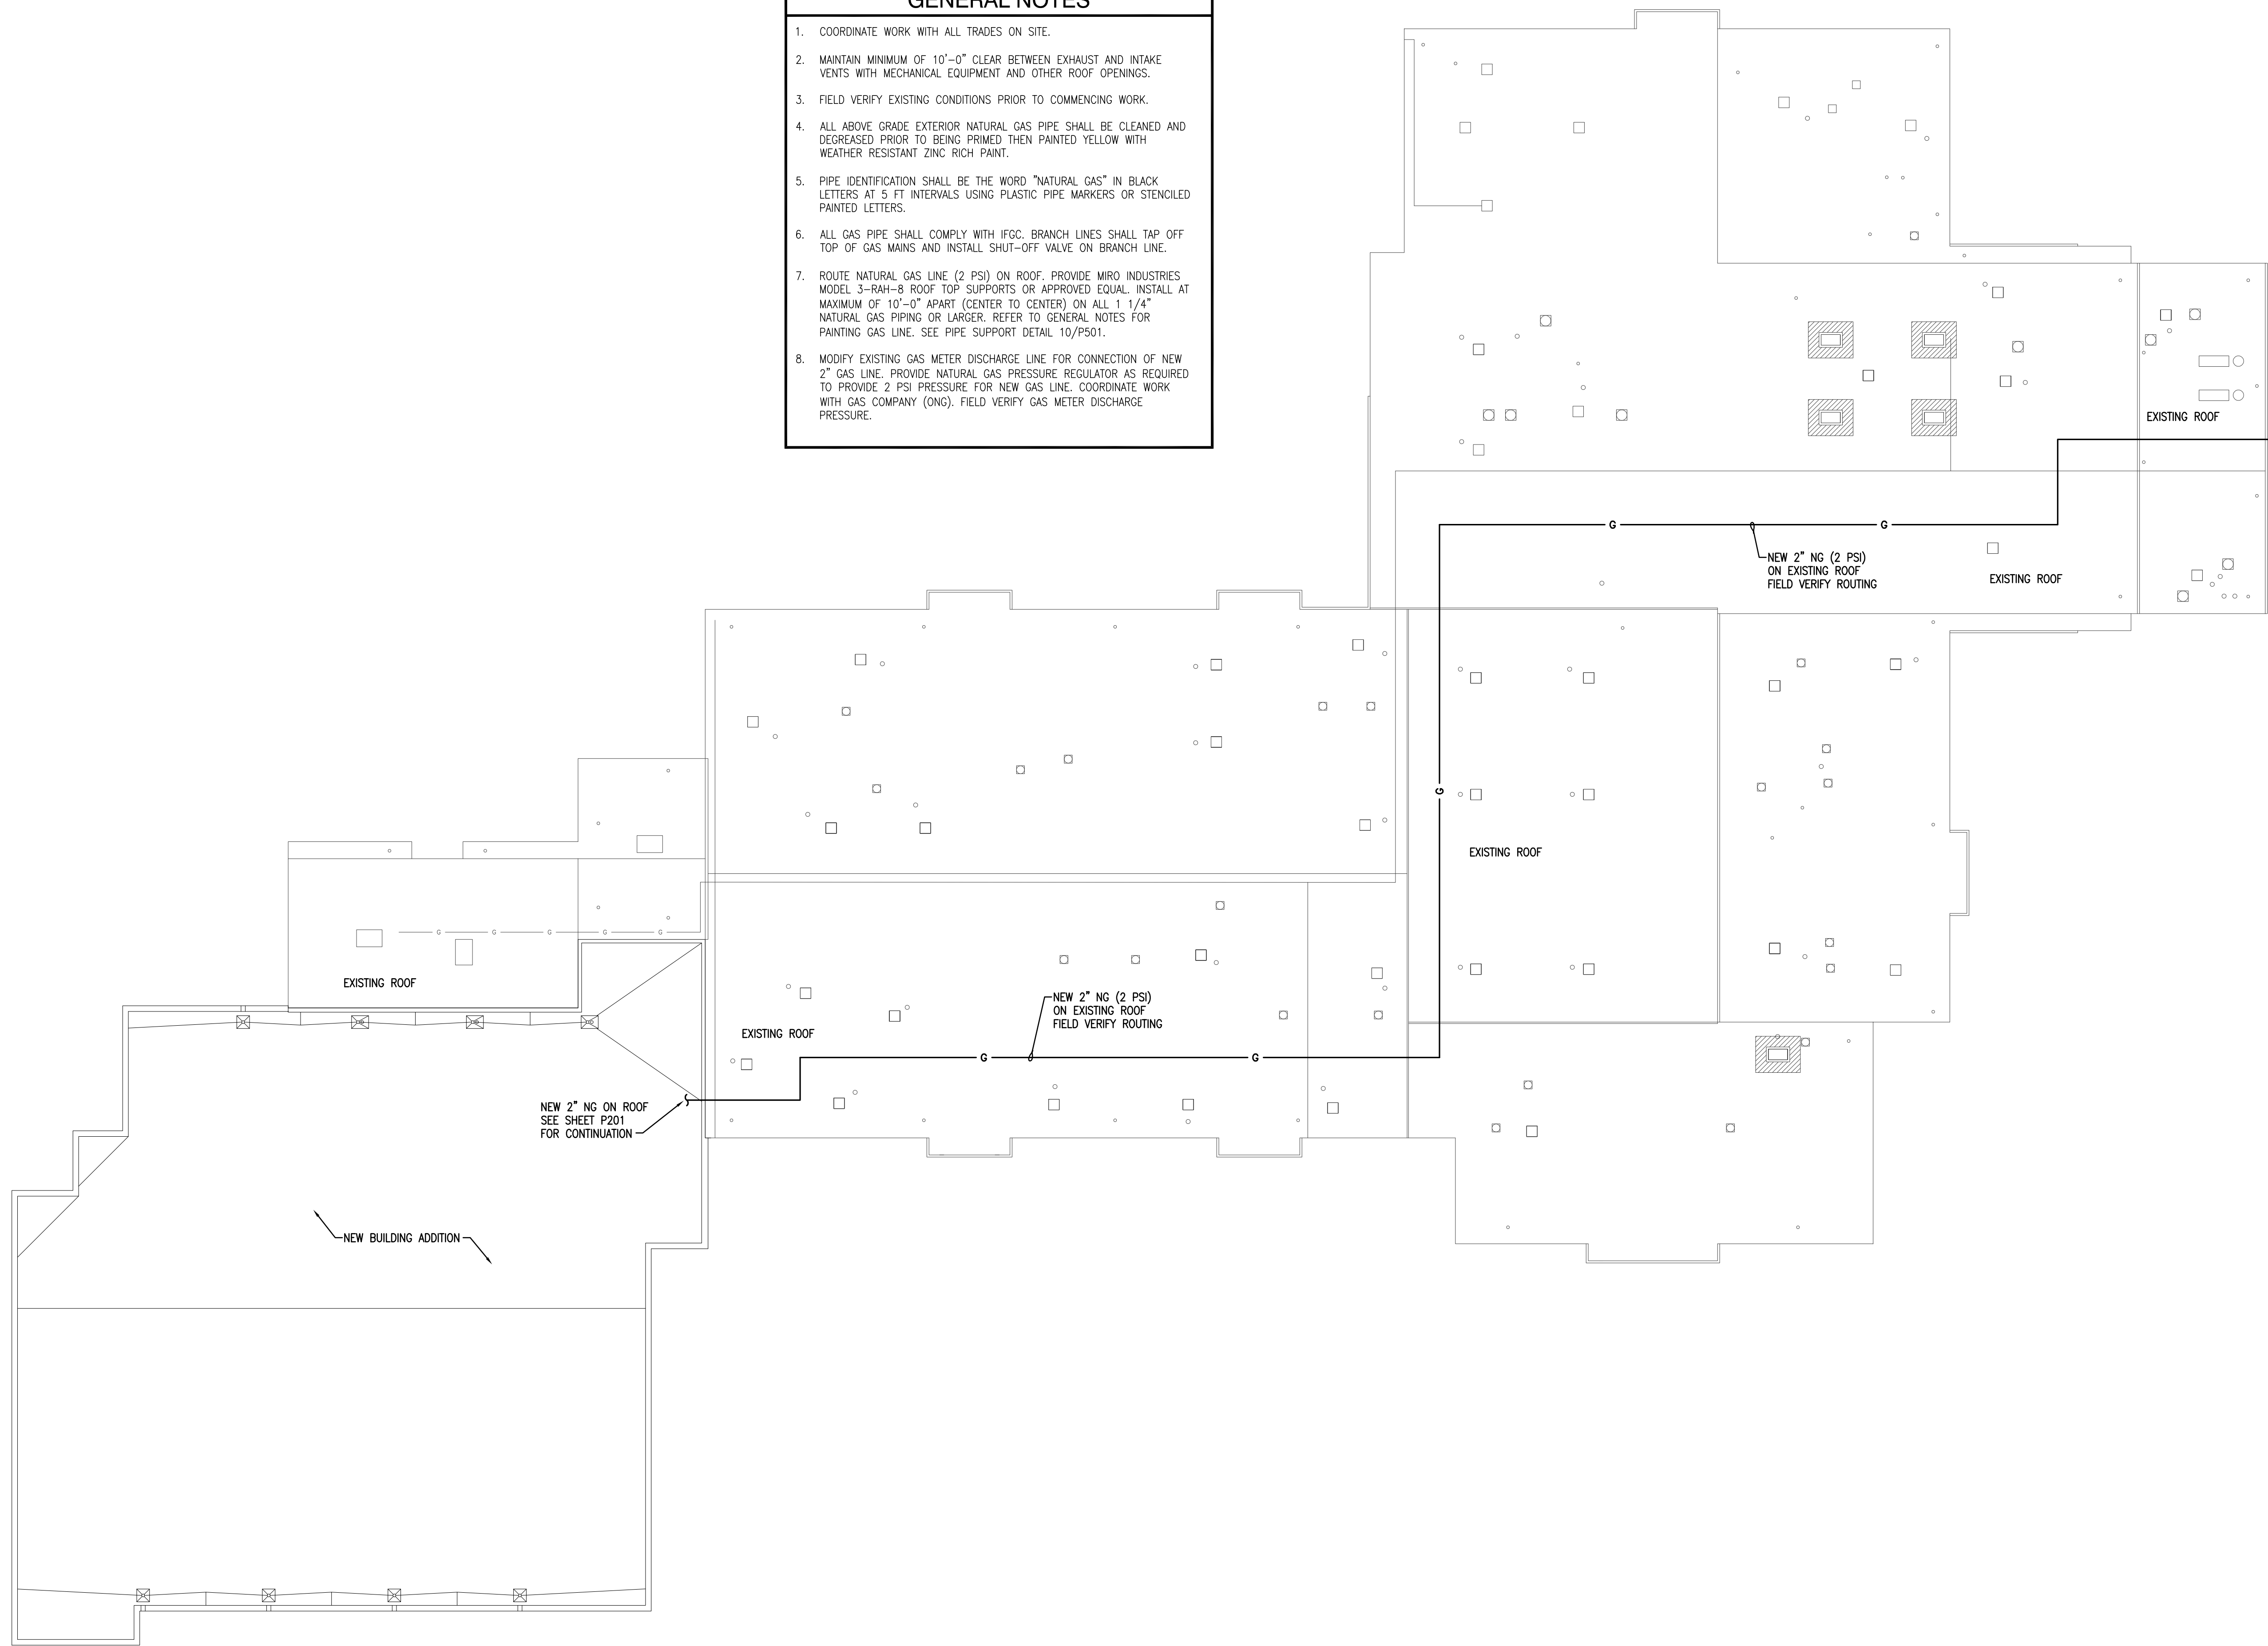 GENERAL NOTES
1. COORDINATE WORK WITH ALL TRADES ON SITE.
2. MAINTAIN MINIMUM OF 10'-0" CLEAR BETWEEN EXHAUST AND INTAKE
VENTS WITH MECHANICAL EQUIPMENT AND OTHER ROOF OPENINGS.
3. FIELD VERIFY EXISTING CONDITIONS PRIOR TO COMMENCING WORK.
4. ALL ABOVE GRADE EXTERIOR NATURAL GAS PIPE SHALL BE CLEANED AND
DEGREASED PRIOR TO BEING PRIMED THEN PAINTED YELLOW WITH
WEATHER RESISTANT ZINC RICH PAINT.
5. PIPE IDENTIFICATION SHALL BE THE WORD "NATURAL GAS" IN BLACK
LETTERS AT 5 FT INTERVALS USING PLASTIC PIPE MARKERS OR STENCILED
PAINTED LETTERS.
6. ALL GAS PIPE SHALL COMPLY WITH IFGC. BRANCH LINES SHALL TAP OFF
TOP OF GAS MAINS AND INSTALL SHUT-OFF VALVE ON BRANCH LINE.
7. ROUTE NATURAL GAS LINE (2 PSI) ON ROOF. PROVIDE MIRO INDUSTRIES
MODEL 3-RAH-8 ROOF TOP SUPPORTS OR APPROVED EQUAL. INSTALL AT
MAXIMUM OF 10'-0" APART (CENTER TO CENTER) ON ALL 1 1/4"
NATURAL GAS PIPING OR LARGER. REFER TO GENERAL NOTES FOR
PAINTING GAS LINE. SEE PIPE SUPPORT DETAIL 10/P501.
8. MODIFY EXISTING GAS METER DISCHARGE LINE FOR CONNECTION OF NEW
2" GAS LINE. PROVIDE NATURAL GAS PRESSURE REGULATOR AS REQUIRED
TO PROVIDE 2 PSI PRESSURE FOR NEW GAS LINE. COORDINATE WORK
WITH GAS COMPANY (ONG). FIELD VERIFY GAS METER DISCHARGE
PRESSURE.
EXISTING ROOF
G
G
NEW 2" NG (2 PSI)
ON EXISTING ROOF
FIELD VERIFY ROUTING
EXISTING ROOF
G
EXISTING ROOF
G G G G G
EXISTING ROOF
NEW 2" NG (2 PSI)
ON EXISTING ROOF
FIELD VERIFY ROUTING
EXISTING ROOF
G
G
NEW 2" NG ON ROOF
SEE SHEET P201
FOR CONTINUATION
NEW BUILDING ADDITION